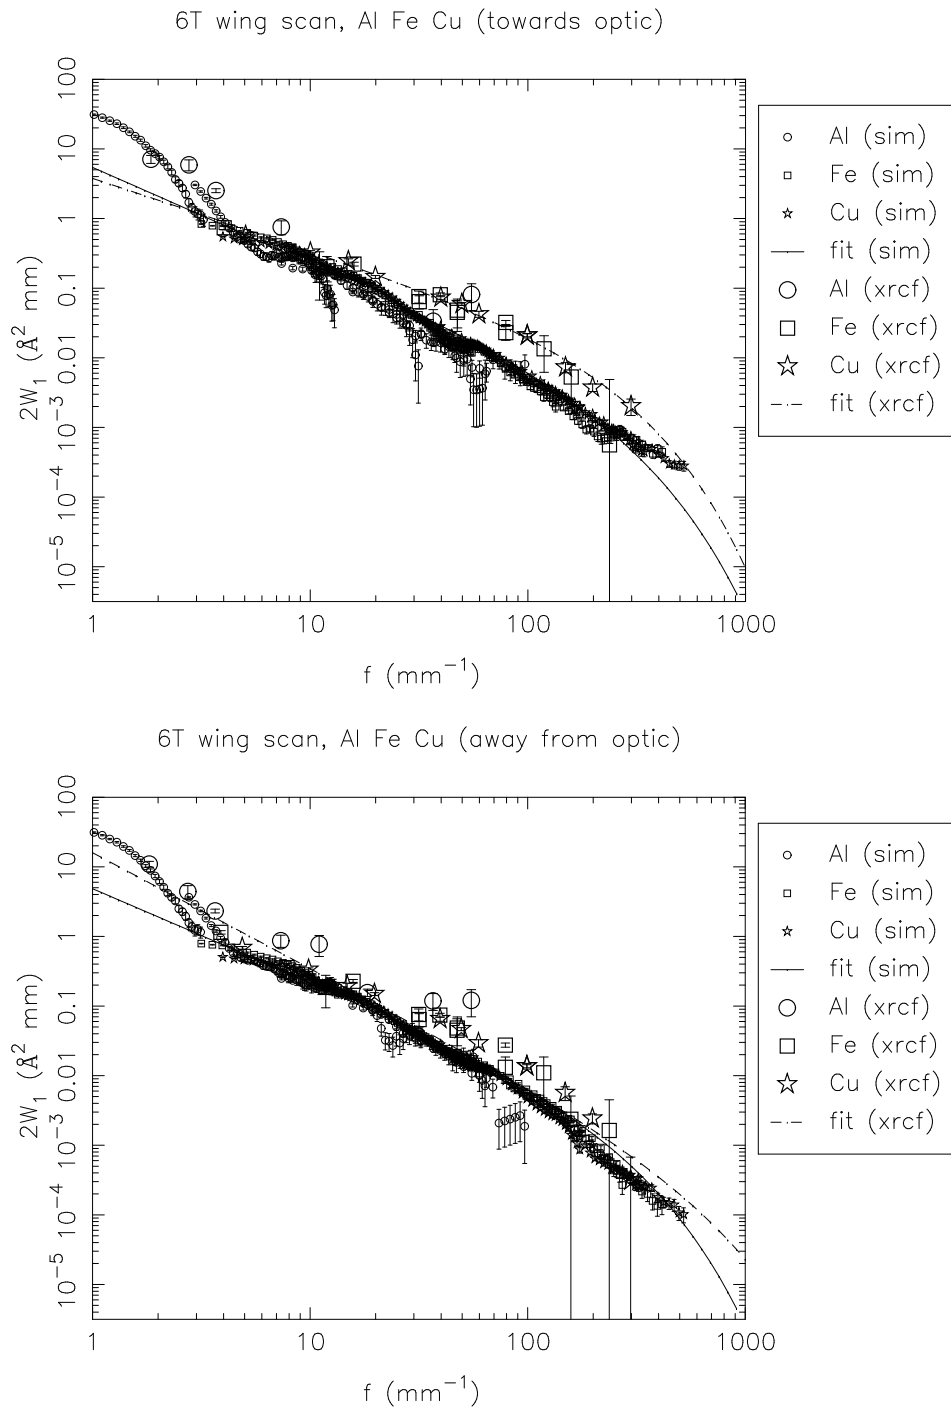 6T wing scan, Al Fe Cu (towards optic)
100
10
1
0.1
0.01
10−3
10−4
10−5
2W1 (Å2 mm)
1 10 100 1000
f (mm−1)
Al (sim)
Fe (sim)
Cu (sim)
fit (sim)
Al (xrcf)
Fe (xrcf)
Cu (xrcf)
fit (xrcf)
6T wing scan, Al Fe Cu (away from optic)
100
10
1
0.1
0.01
10−3
10−4
10−5
2W1 (Å2 mm)
1 10 100 1000
f (mm−1)
Al (sim)
Fe (sim)
Cu (sim)
fit (sim)
Al (xrcf)
Fe (xrcf)
Cu (xrcf)
fit (xrcf)